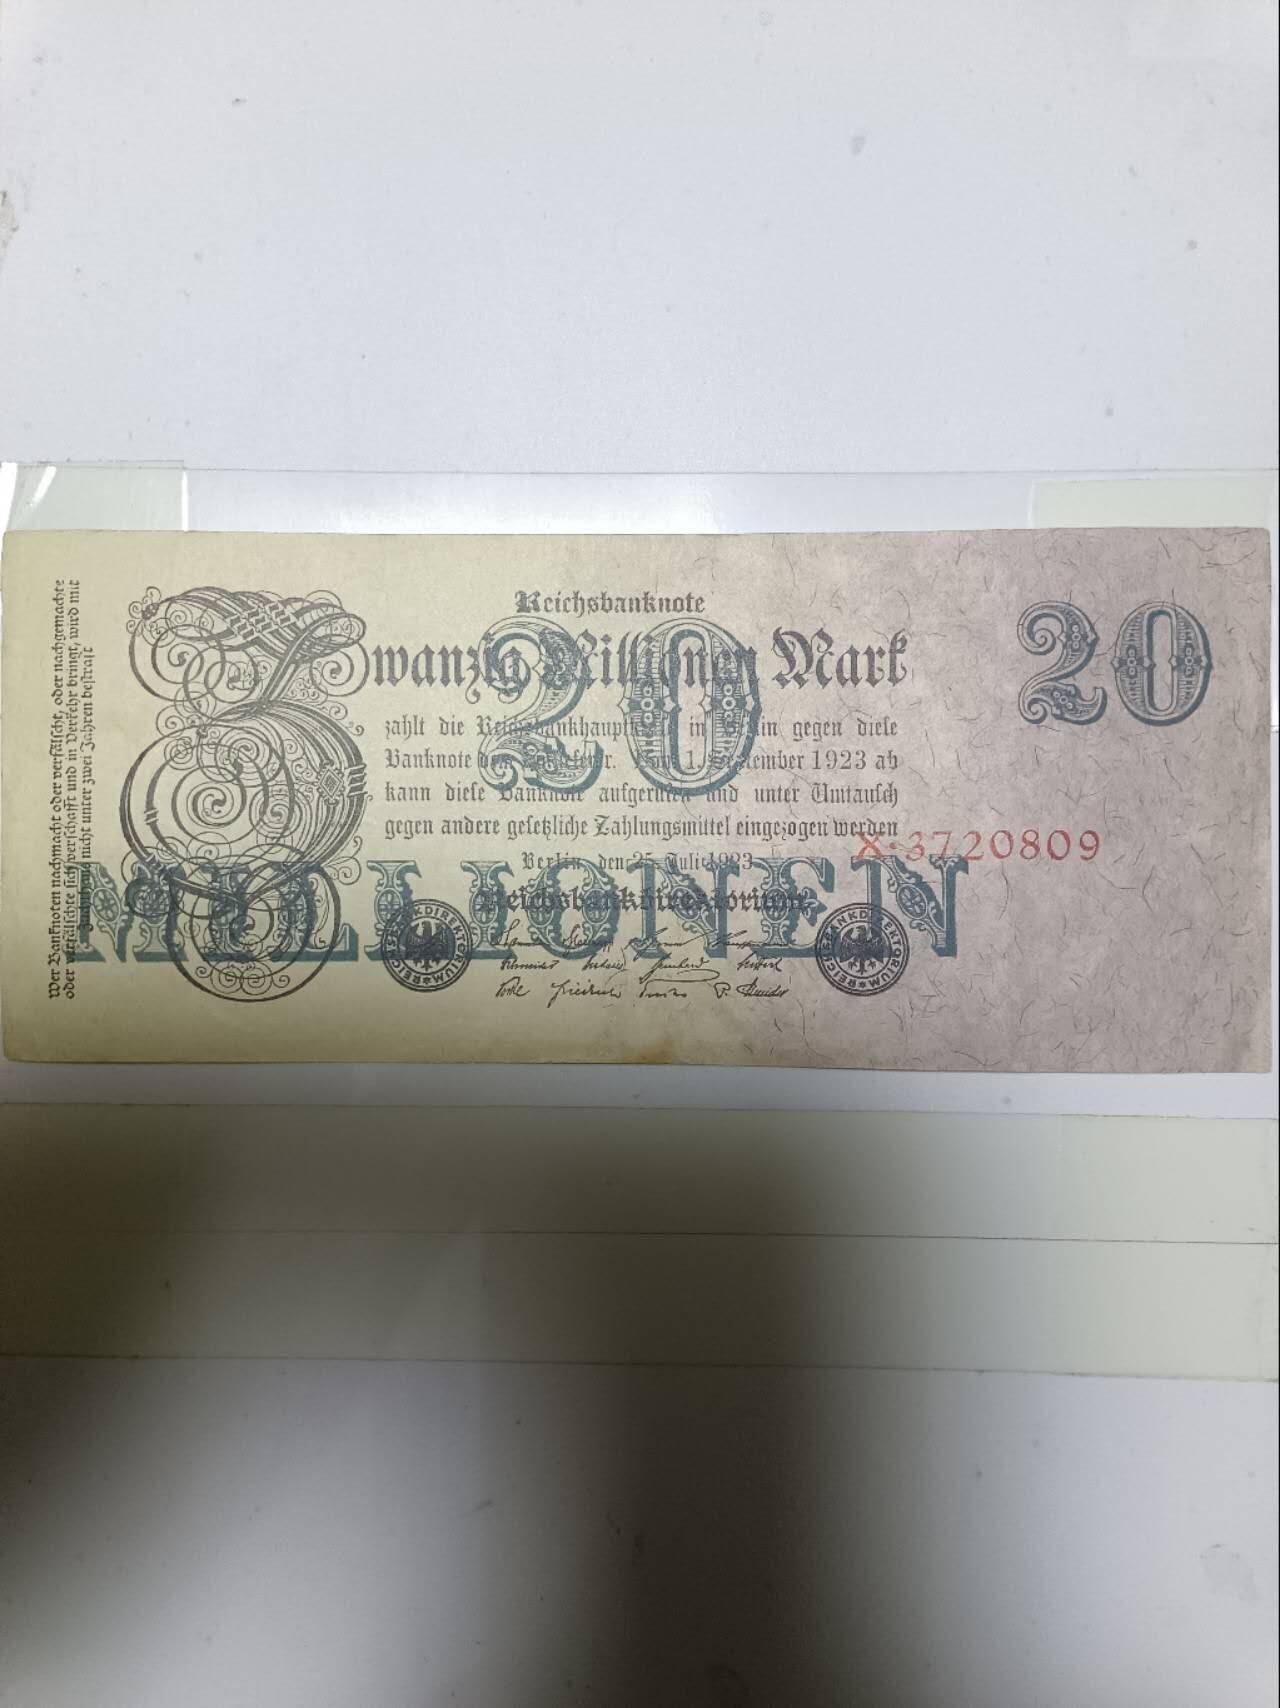 Wer Banknoten nachmacht oder verfälscht, oder nachgemachte
oder verfälschte sich verschafft und in Verkehr bringt, wird mit
Zuchthaus nicht unter zwei Jahren bestraft
Reichsbanknote
Zwanzig Millionen Mark
20
20
zahlt die Reichsbankhauptkasse in Berlin gegen diese
Banknote dem Einlieferer. Vom 1. September 1923 ab
kann diese Banknote aufgerufen und unter Umtausch
gegen andere gesetzliche Zahlungsmittel eingezogen werden
X·3720809
Berlin, den 25. Juli 1923
MILLIONEN
Reichsbankdirektorium
REICHSBANKDIREKTORIUM
REICHSBANKDIREKTORIUM